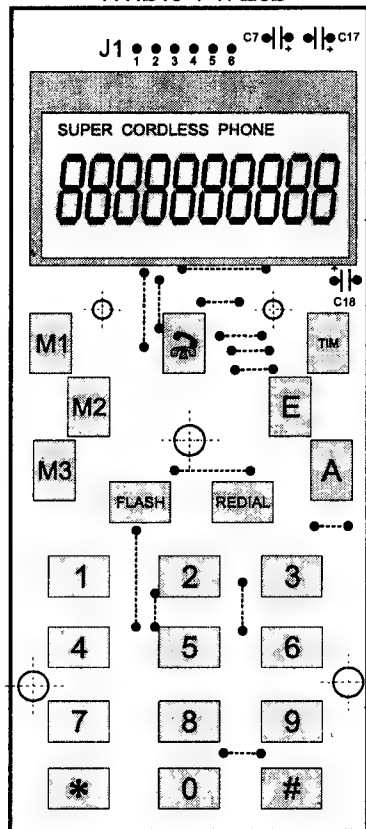 J1
1 2 3 4 5 6
C7 + + C17
SUPER CORDLESS PHONE
8888888888
+
C18
M1
TIM
M2
E
M3
A
FLASH REDIAL
1 2 3
4 5 6
7 8 9
* 0 #